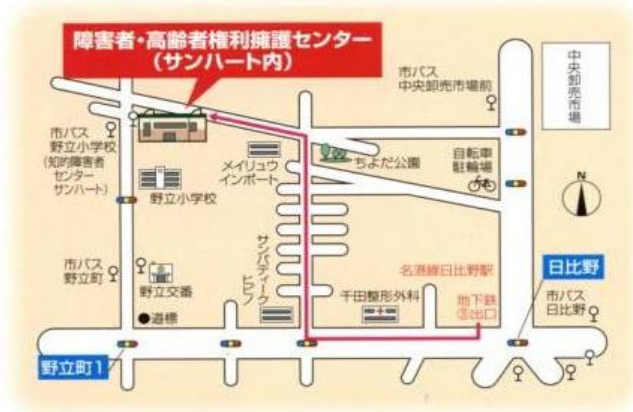 障害者・高齢者権利擁護センター
（サンハート内）
市バス
中央卸売市場前
中央卸売市場
市バス
野立小学校
（知的障害者
センター
サンハート）
野立小学校
メイリュウ
インポート
ちよだ公園
自転車
駐輪場
N
市バス
野立町
野立交番
サンパティーク
ヒビノ
名港線日比野駅
日比野
千田整形外科
地下鉄
③出口
市バス
日比野
●道標
野立町1